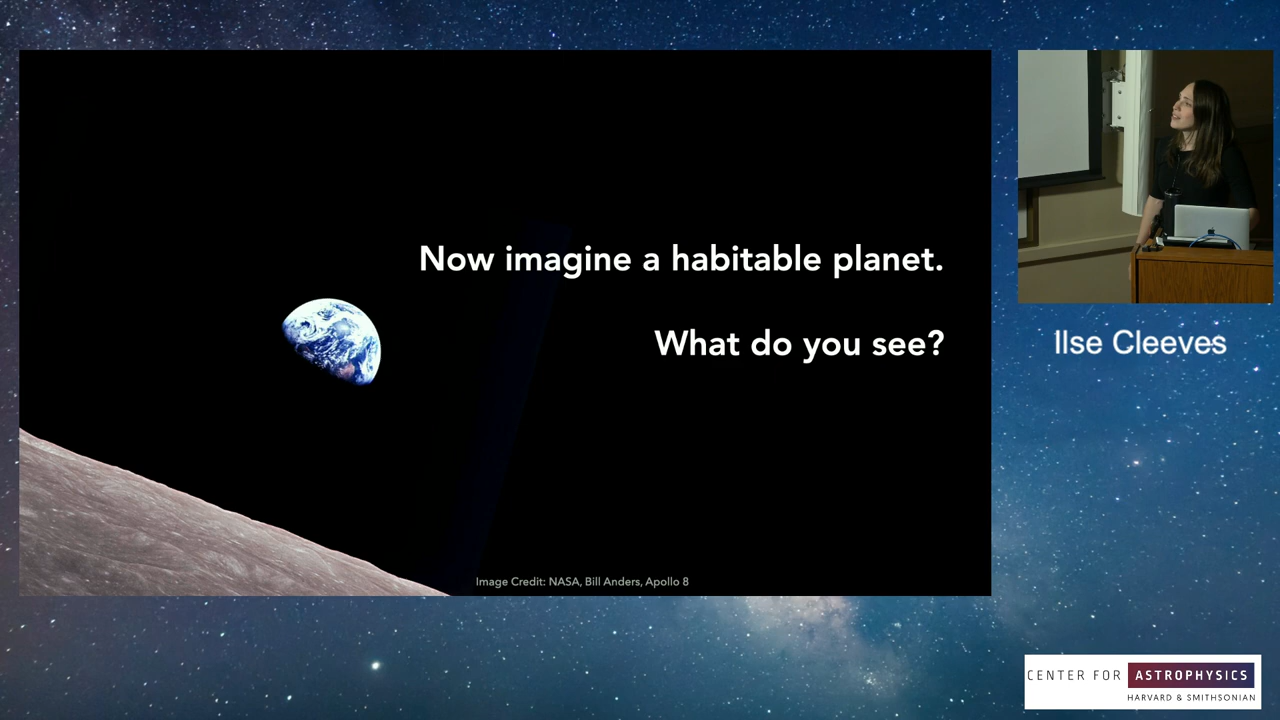 Now imagine a habitable planet.
What do you see?
Image Credit: NASA, Bill Anders, Apollo 8
Ilse Cleeves
CENTER FOR ASTROPHYSICS
HARVARD & SMITHSONIAN